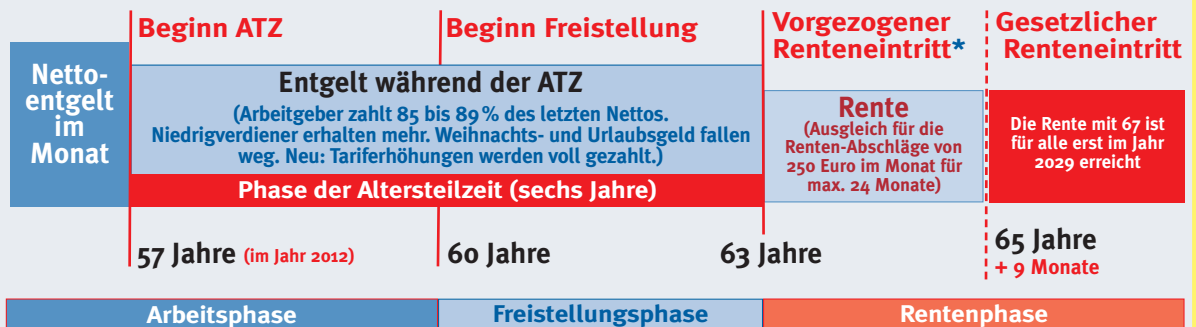 Beginn ATZ
Beginn Freistellung
Vorgezogener
Renteneintritt*
Gesetzlicher
Renteneintritt
Netto-
entgelt
im
Monat
Entgelt während der ATZ
(Arbeitgeber zahlt 85 bis 89 % des letzten Nettos.
Niedrigverdiener erhalten mehr. Weihnachts- und Urlaubsgeld fallen
weg. Neu: Tariferhöhungen werden voll gezahlt.)
Phase der Altersteilzeit (sechs Jahre)
Rente
(Ausgleich für die
Renten-Abschläge von
250 Euro im Monat für
max. 24 Monate)
Die Rente mit 67 ist
für alle erst im Jahr
2029 erreicht
57 Jahre (im Jahr 2012)
60 Jahre
63 Jahre
65 Jahre
+ 9 Monate
Arbeitsphase
Freistellungsphase
Rentenphase